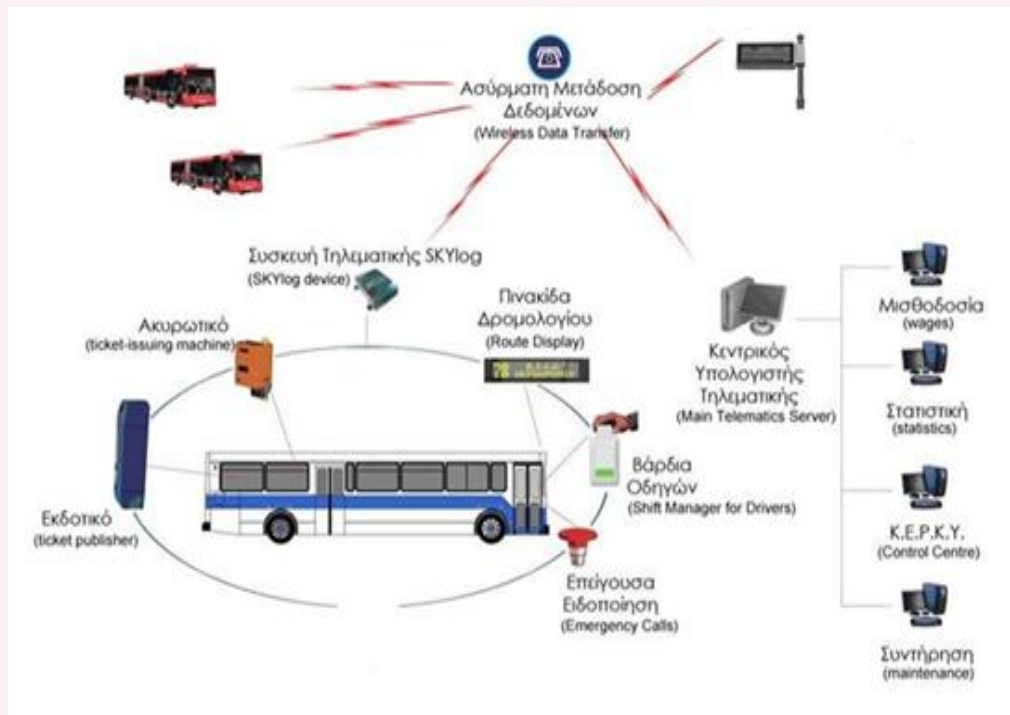 Ασύρματη Μετάδοση
Δεδομένων
(Wireless Data Transfer)
Συσκευή Τηλεματικής SKYlog
(SKYlog device)
Πινακίδα
Δρομολογίου
(Route Display)
Ακυρωτικό
(ticket-issuing machine)
Κεντρικός
Υπολογιστής
Τηλεματικής
(Main Telematics Server)
Μισθοδοσία
(wages)
Στατιστική
(statistics)
Βάρδια
Οδηγών
(Shift Manager for Drivers)
Εκδοτικό
(ticket publisher)
Κ.Ε.Ρ.Κ.Υ.
(Control Centre)
Επείγουσα
Ειδοποίηση
(Emergency Calls)
Συντήρηση
(maintenance)